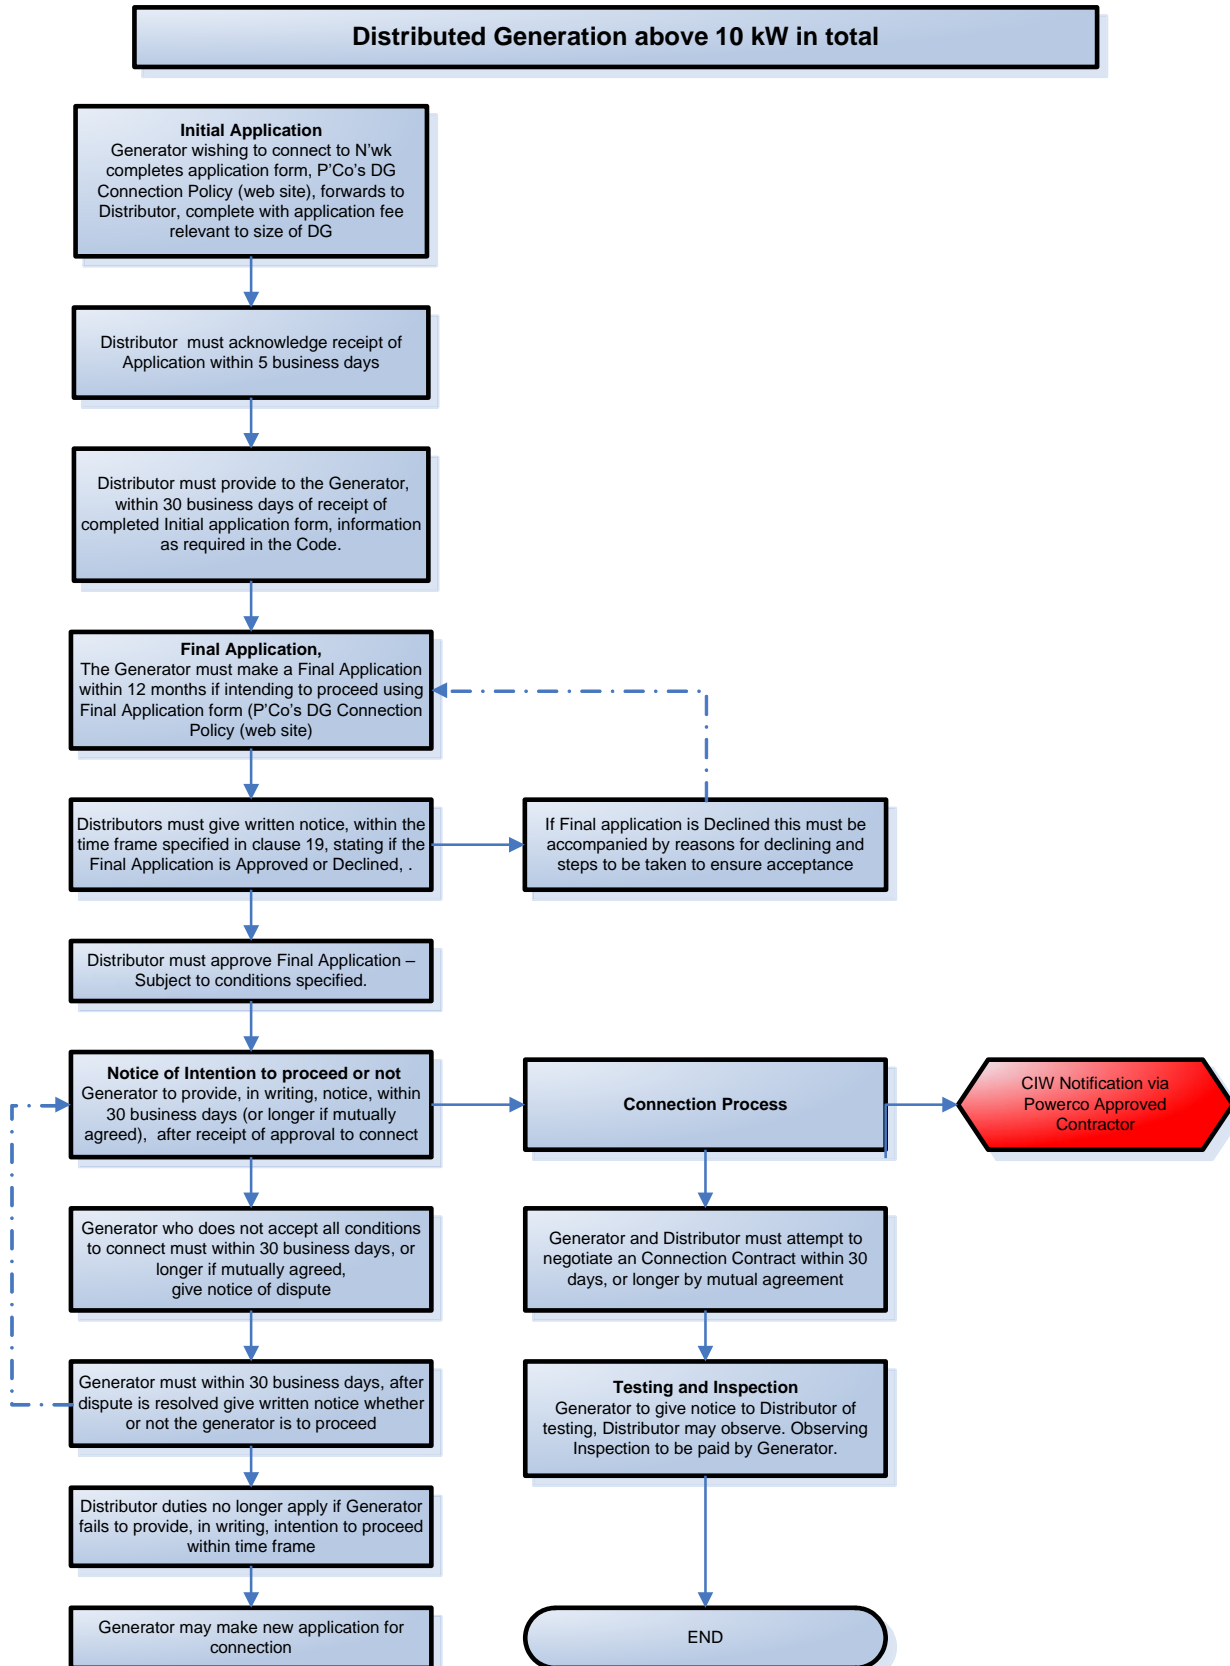 Distributed Generation above 10 kW in total
Initial Application
Generator wishing to connect to N'wk
completes application form, P'Co's DG
Connection Policy (web site), forwards to
Distributor, complete with application fee
relevant to size of DG
Distributor  must acknowledge receipt of
Application within 5 business days
Distributor must provide to the Generator,
within 30 business days of receipt of
completed Initial application form, information
as required in the Code.
Final Application,
The Generator must make a Final Application
within 12 months if intending to proceed using
Final Application form (P'Co's DG Connection
Policy (web site)
Distributors must give written notice, within the
time frame specified in clause 19, stating if the
Final Application is Approved or Declined, .
If Final application is Declined this must be
accompanied by reasons for declining and
steps to be taken to ensure acceptance
Distributor must approve Final Application –
Subject to conditions specified.
Notice of Intention to proceed or not
Generator to provide, in writing, notice, within
30 business days (or longer if mutually
agreed),  after receipt of approval to connect
Connection Process
CIW Notification via
Powerco Approved
Contractor
Generator who does not accept all conditions
to connect must within 30 business days, or
longer if mutually agreed,
give notice of dispute
Generator and Distributor must attempt to
negotiate an Connection Contract within 30
days, or longer by mutual agreement
Generator must within 30 business days, after
dispute is resolved give written notice whether
or not the generator is to proceed
Testing and Inspection
Generator to give notice to Distributor of
testing, Distributor may observe. Observing
Inspection to be paid by Generator.
Distributor duties no longer apply if Generator
fails to provide, in writing, intention to proceed
within time frame
Generator may make new application for
connection
END